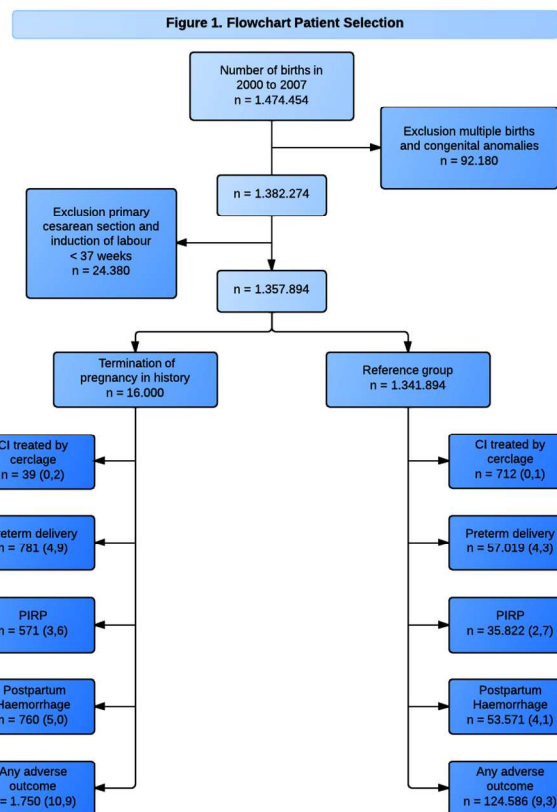 Figure 1. Flowchart Patient Selection
Number of births in
2000 to 2007
n = 1.474.454
Exclusion multiple births
and congenital anomalies
n = 92.180
n = 1.382.274
Exclusion primary
cesarean section and
induction of labour
< 37 weeks
n = 24.380
n = 1.357.894
Termination of
pregnancy in history
n = 16.000
Reference group
n = 1.341.894
CI treated by
cerclage
n = 39 (0,2)
CI treated by
cerclage
n = 712 (0,1)
reterm delivery
n = 781 (4,9)
Preterm delivery
n = 57.019 (4,3)
PIRP
n = 571 (3,6)
PIRP
n = 35.822 (2,7)
Postpartum
Haemorrhage
n = 760 (5,0)
Postpartum
Haemorrhage
n = 53.571 (4,1)
Any adverse
outcome
= 1.750 (10,9)
Any adverse
outcome
n = 124.586 (9,3)